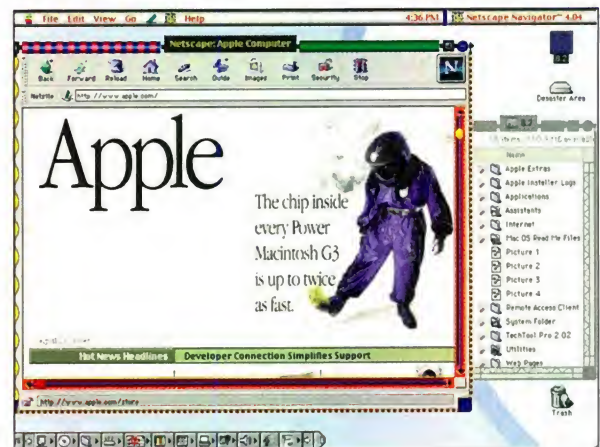 File Edit View Go Help 4:36 PM Netscape Navigator™ 4.04
Netscape: Apple Computer
Back Forward Reload Home Search Guide Images Print Security Stop
N
Netsite: http://www.apple.com/
Apple
The chip inside
every Power
Macintosh G3
is up to twice
as fast.
Hot News Headlines Developer Connection Simplifies Support
http://www.apple.com/store
8.2
Desaster Area
Name
Apple Extras
Apple Installer Logs
Applications
Assistants
Internet
Mac OS Read Me Files
Picture 1
Picture 2
Picture 3
Picture 4
Remote Access Client
System Folder
TechTool Pro 2.02
Utilities
Web Pages
Trash